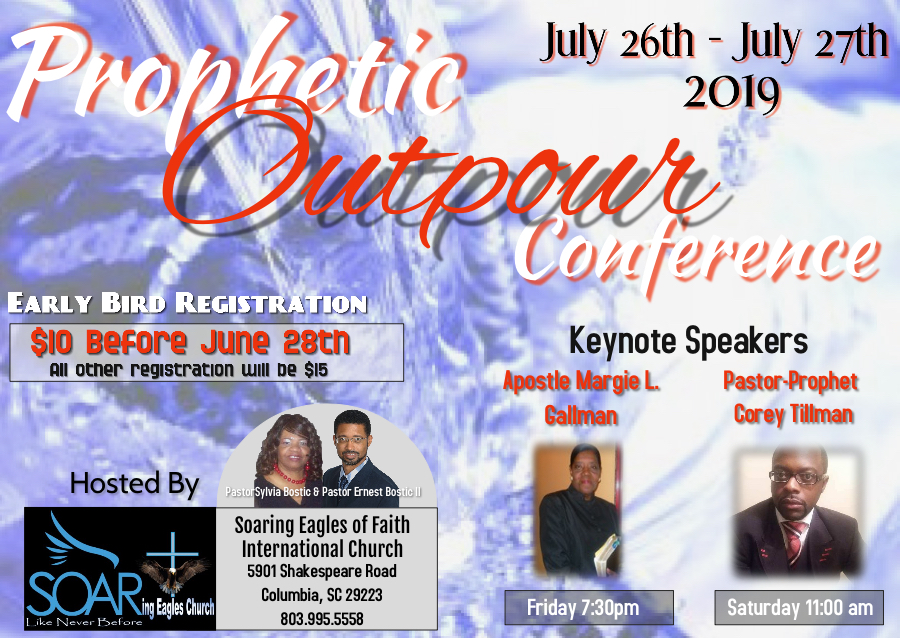 Prophetic
Outpour
Conference
July 26th - July 27th
2019
Early Bird Registration
$10 Before June 28th
All other registration will be $15
Keynote Speakers
Apostle Margie L.
Gallman
Pastor-Prophet
Corey Tillman
Friday 7:30pm
Saturday 11:00 am
Hosted By
PastorSylvia Bostic & Pastor Ernest Bostic II
SOARing Eagles Church
Like Never Before
Soaring Eagles of Faith
International Church
5901 Shakespeare Road
Columbia, SC 29223
803.995.5558